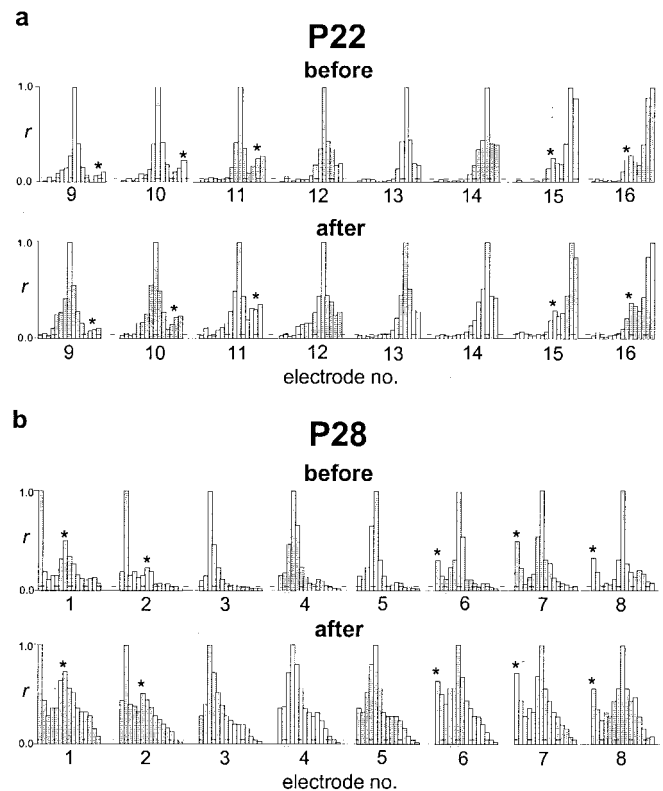 a
P22
before
1.0
r
0.0
* * * * *
9 10 11 12 13 14 15 16
after
1.0
r
0.0
* * * * *
9 10 11 12 13 14 15 16
electrode no.
b
P28
before
1.0
r
0.0
* * * * *
1 2 3 4 5 6 7 8
after
1.0
r
0.0
* * * * *
1 2 3 4 5 6 7 8
electrode no.